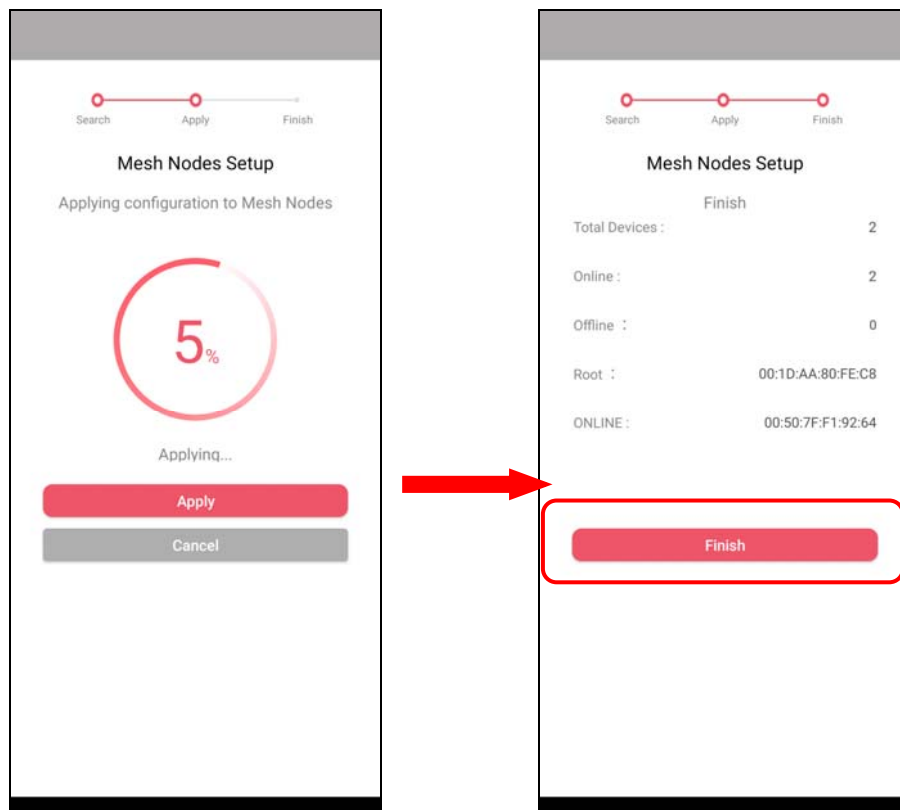 Search Apply Finish
Mesh Nodes Setup
Applying configuration to Mesh Nodes
5%
Applying...
Apply
Cancel
Search Apply Finish
Mesh Nodes Setup
Finish
Total Devices : 2
Online : 2
Offline : 0
Root : 00:1D:AA:80:FE:C8
ONLINE : 00:50:7F:F1:92:64
Finish